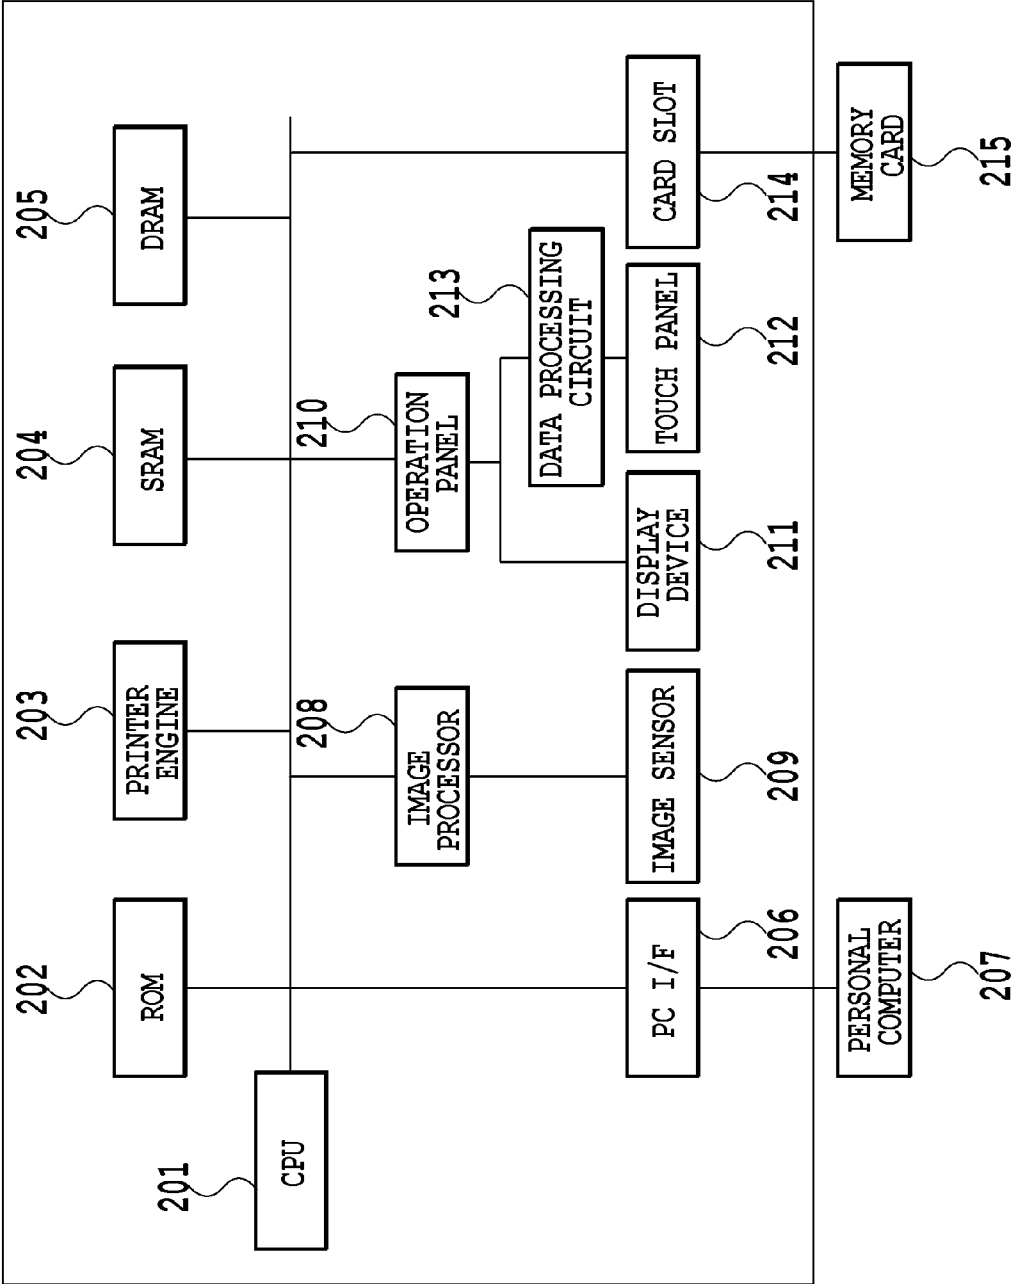 201
CPU
202
ROM
203
PRINTER
ENGINE
204
SRAM
205
DRAM
208
IMAGE
PROCESSOR
210
OPERATION
PANEL
213
DATA PROCESSING
CIRCUIT
PC I/F
206
IMAGE SENSOR
209
DISPLAY
DEVICE
211
TOUCH PANEL
212
CARD SLOT
214
PERSONAL
COMPUTER
207
MEMORY
CARD
215